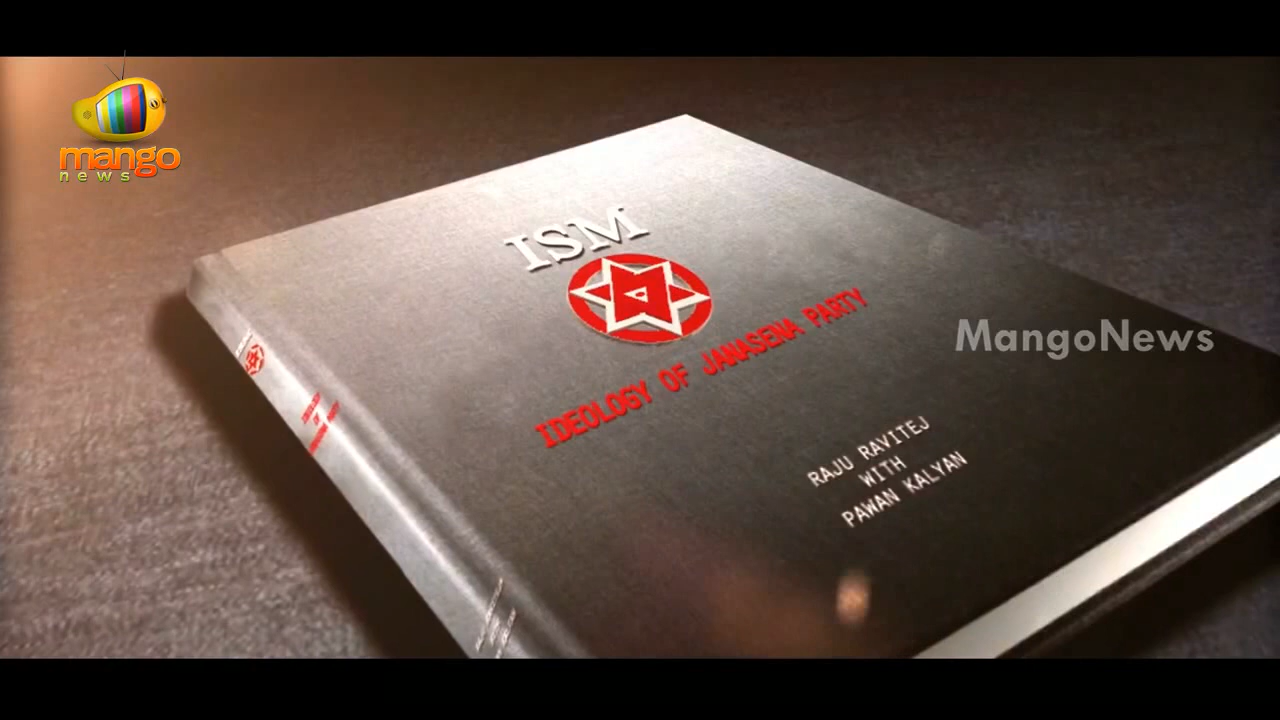 mango
news
ISM
IDEOLOGY OF JANASENA PARTY
MangoNews
RAJU RAVITEJ
WITH
PAWAN KALYAN